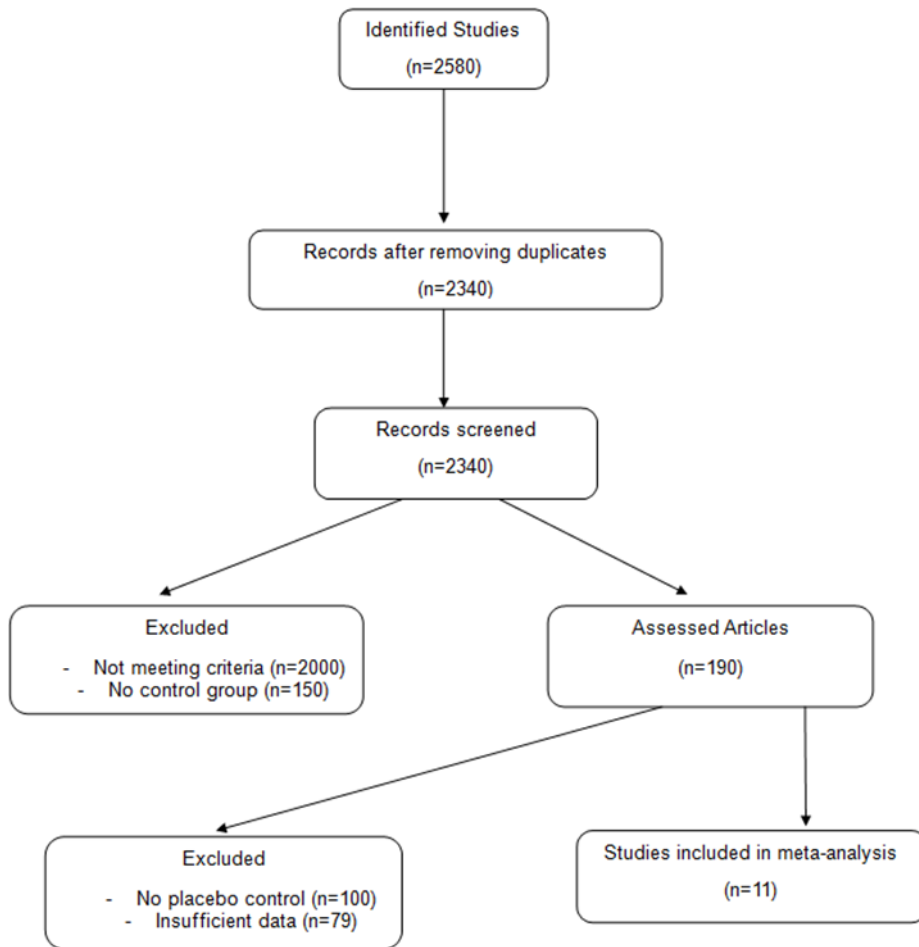 Identified Studies
(n=2580)
Records after removing duplicates
(n=2340)
Records screened
(n=2340)
Excluded
- Not meeting criteria (n=2000)
- No control group (n=150)
Assessed Articles
(n=190)
Excluded
- No placebo control (n=100)
- Insufficient data (n=79)
Studies included in meta-analysis
(n=11)